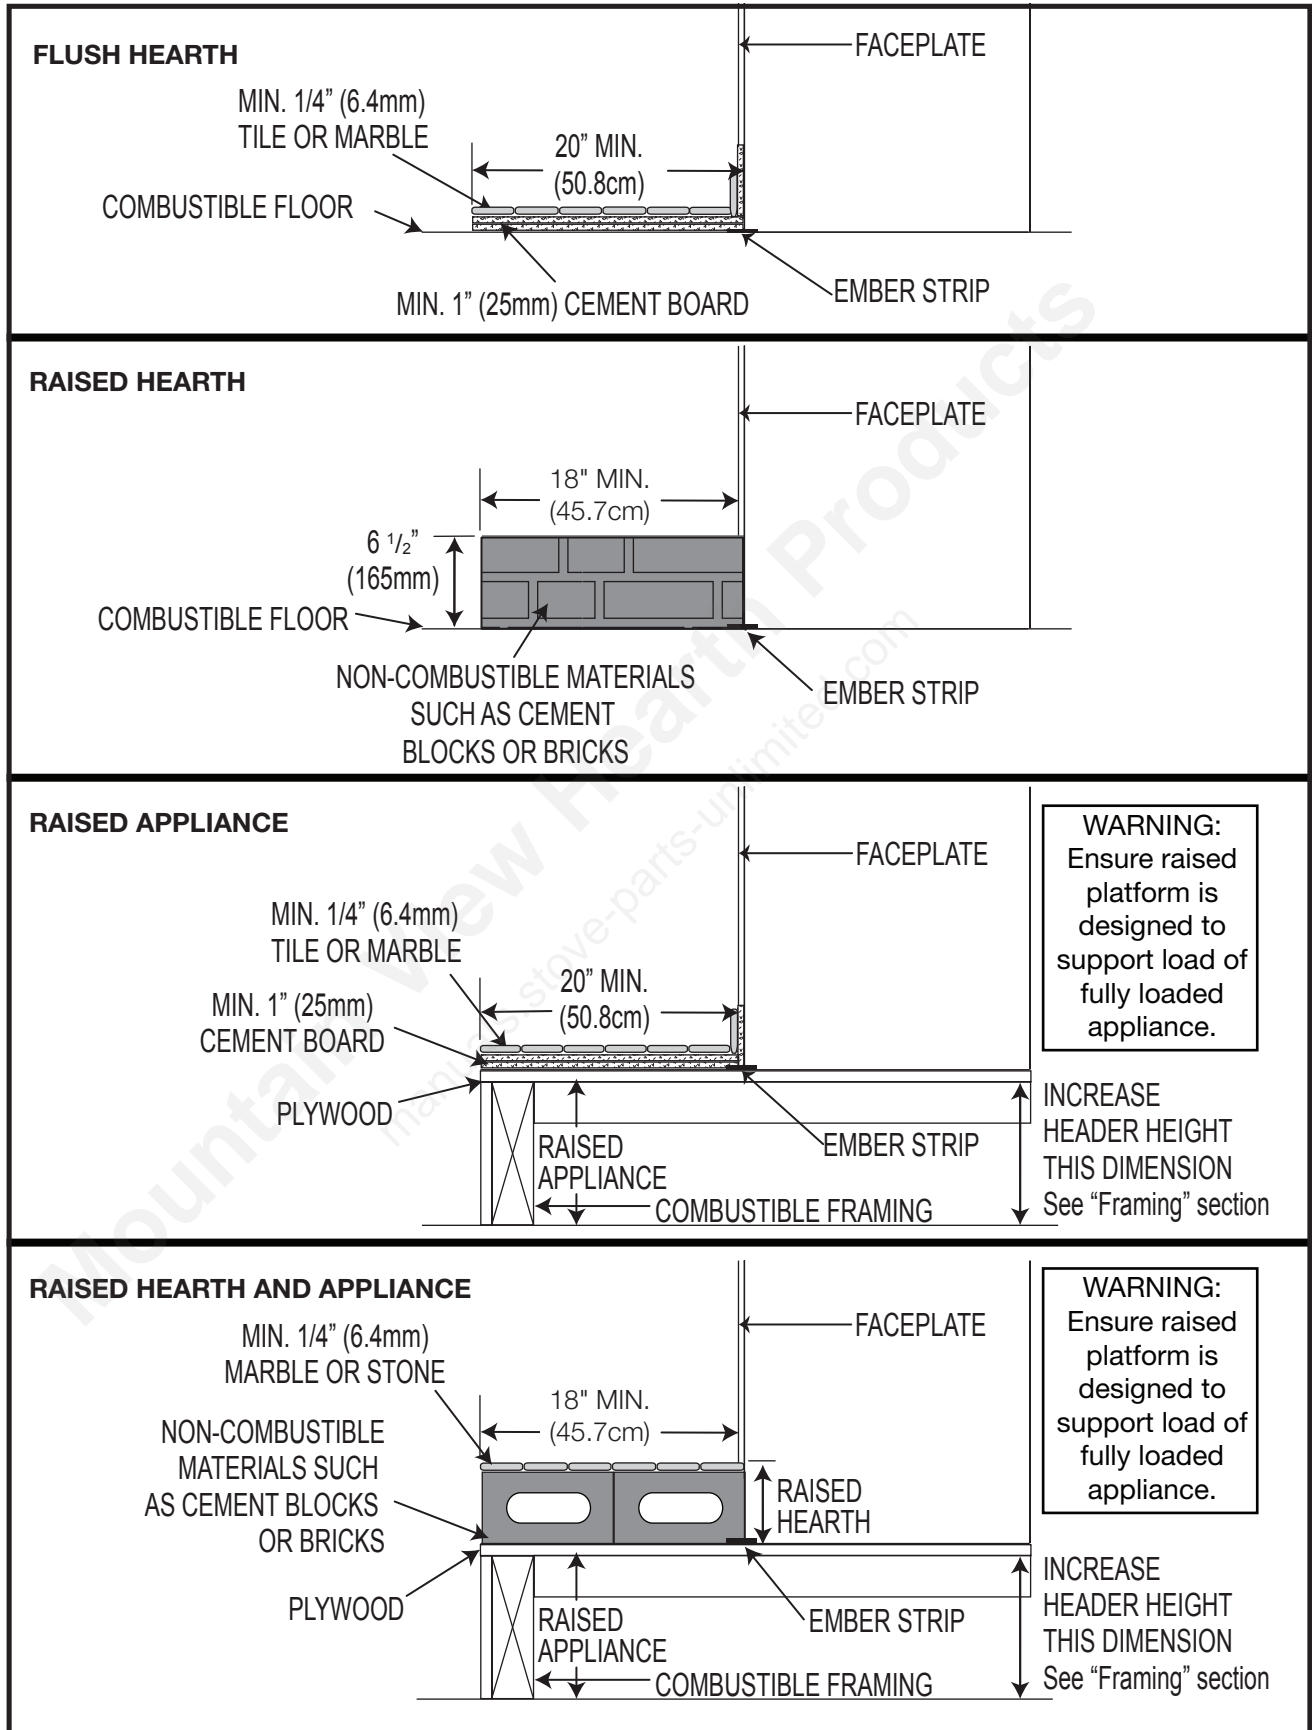 FLUSH HEARTH
FACEPLATE
MIN. 1/4” (6.4mm)
TILE OR MARBLE
20” MIN.
(50.8cm)
COMBUSTIBLE FLOOR
MIN. 1” (25mm) CEMENT BOARD
EMBER STRIP
RAISED HEARTH
FACEPLATE
18" MIN.
(45.7cm)
6 1/2”
(165mm)
COMBUSTIBLE FLOOR
NON-COMBUSTIBLE MATERIALS
SUCH AS CEMENT
BLOCKS OR BRICKS
EMBER STRIP
RAISED APPLIANCE
FACEPLATE
WARNING:
Ensure raised
platform is
designed to
support load of
fully loaded
appliance.
MIN. 1/4” (6.4mm)
TILE OR MARBLE
20” MIN.
(50.8cm)
MIN. 1” (25mm)
CEMENT BOARD
PLYWOOD
RAISED
APPLIANCE
EMBER STRIP
COMBUSTIBLE FRAMING
INCREASE
HEADER HEIGHT
THIS DIMENSION
See “Framing” section
RAISED HEARTH AND APPLIANCE
FACEPLATE
WARNING:
Ensure raised
platform is
designed to
support load of
fully loaded
appliance.
MIN. 1/4” (6.4mm)
MARBLE OR STONE
18" MIN.
(45.7cm)
NON-COMBUSTIBLE
MATERIALS SUCH
AS CEMENT BLOCKS
OR BRICKS
RAISED
HEARTH
PLYWOOD
RAISED
APPLIANCE
EMBER STRIP
COMBUSTIBLE FRAMING
INCREASE
HEADER HEIGHT
THIS DIMENSION
See “Framing” section
Mountain View Hearth Products
manuals.stove-parts-unlimited.com